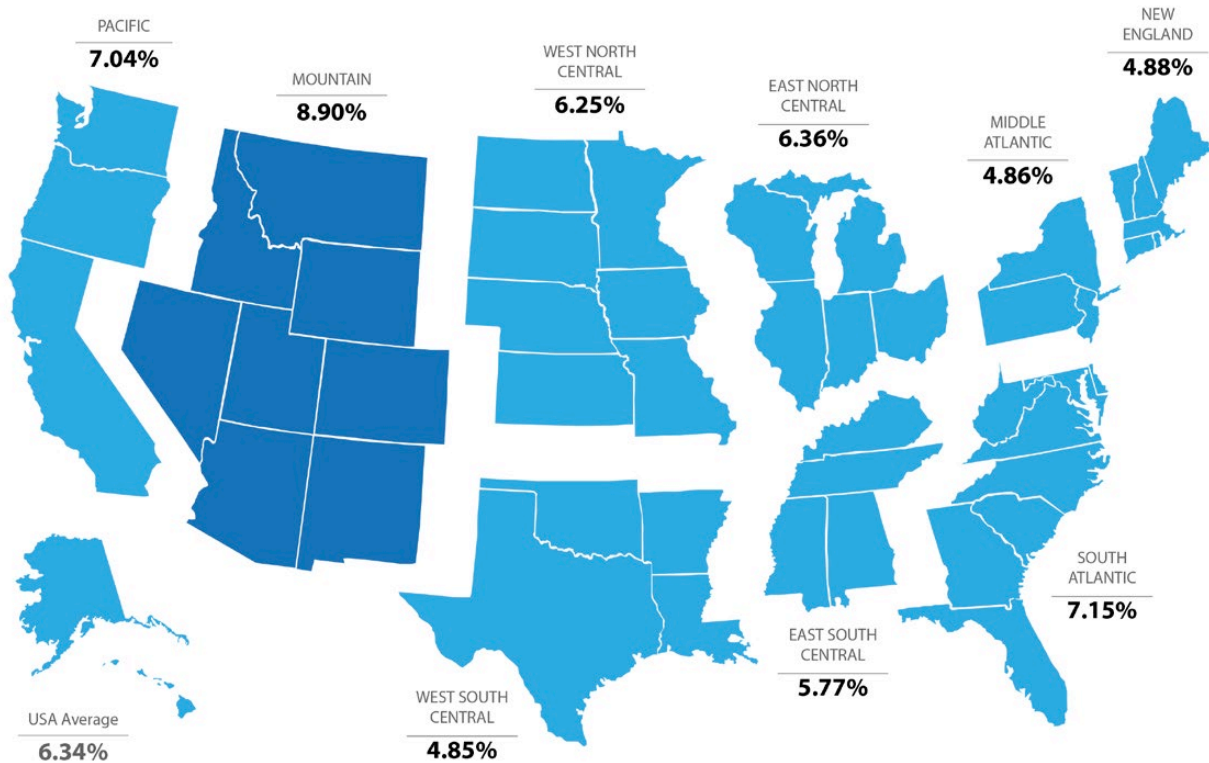 PACIFIC
7.04%
MOUNTAIN
8.90%
WEST NORTH
CENTRAL
6.25%
EAST NORTH
CENTRAL
6.36%
MIDDLE
ATLANTIC
4.86%
NEW
ENGLAND
4.88%
SOUTH
ATLANTIC
7.15%
EAST SOUTH
CENTRAL
5.77%
WEST SOUTH
CENTRAL
4.85%
USA Average
6.34%